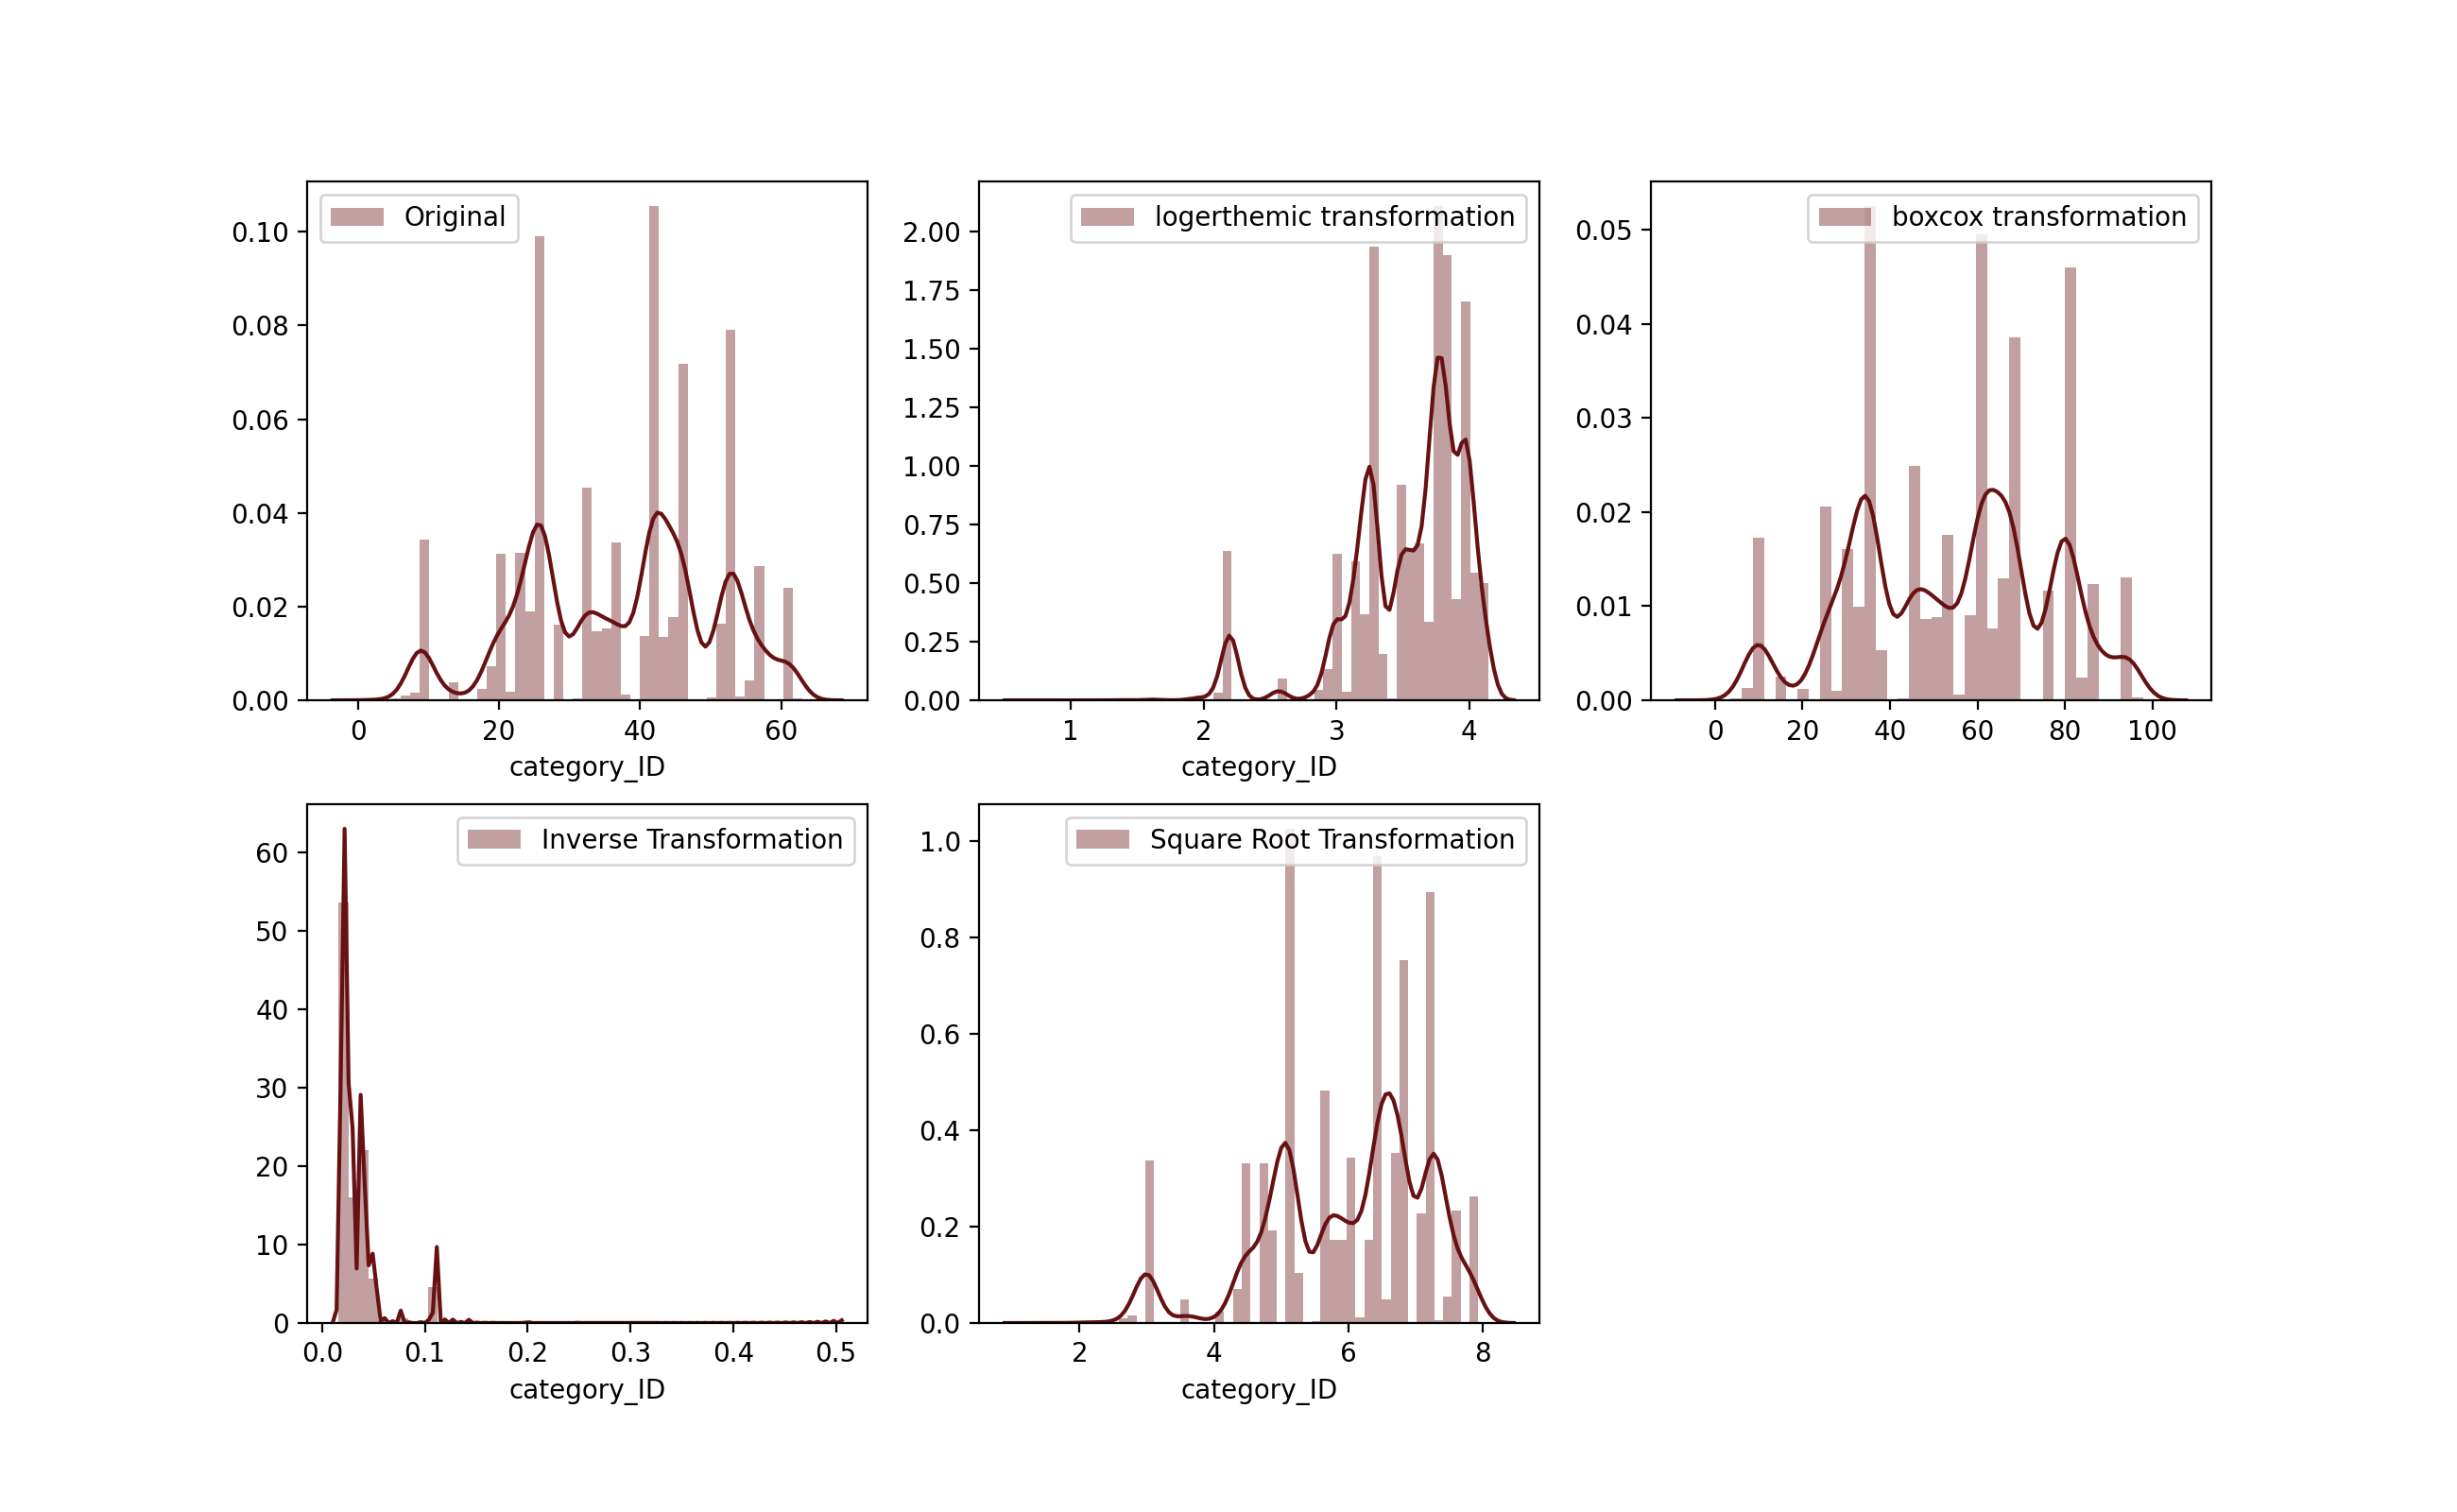 Original
0.10
0.08
0.06
0.04
0.02
0.00
0 20 40 60
category_ID
logerthemic transformation
2.00
1.75
1.50
1.25
1.00
0.75
0.50
0.25
0.00
1 2 3 4
category_ID
boxcox transformation
0.05
0.04
0.03
0.02
0.01
0.00
0 20 40 60 80 100
Inverse Transformation
60
50
40
30
20
10
0
0.0 0.1 0.2 0.3 0.4 0.5
category_ID
Square Root Transformation
1.0
0.8
0.6
0.4
0.2
0.0
2 4 6 8
category_ID